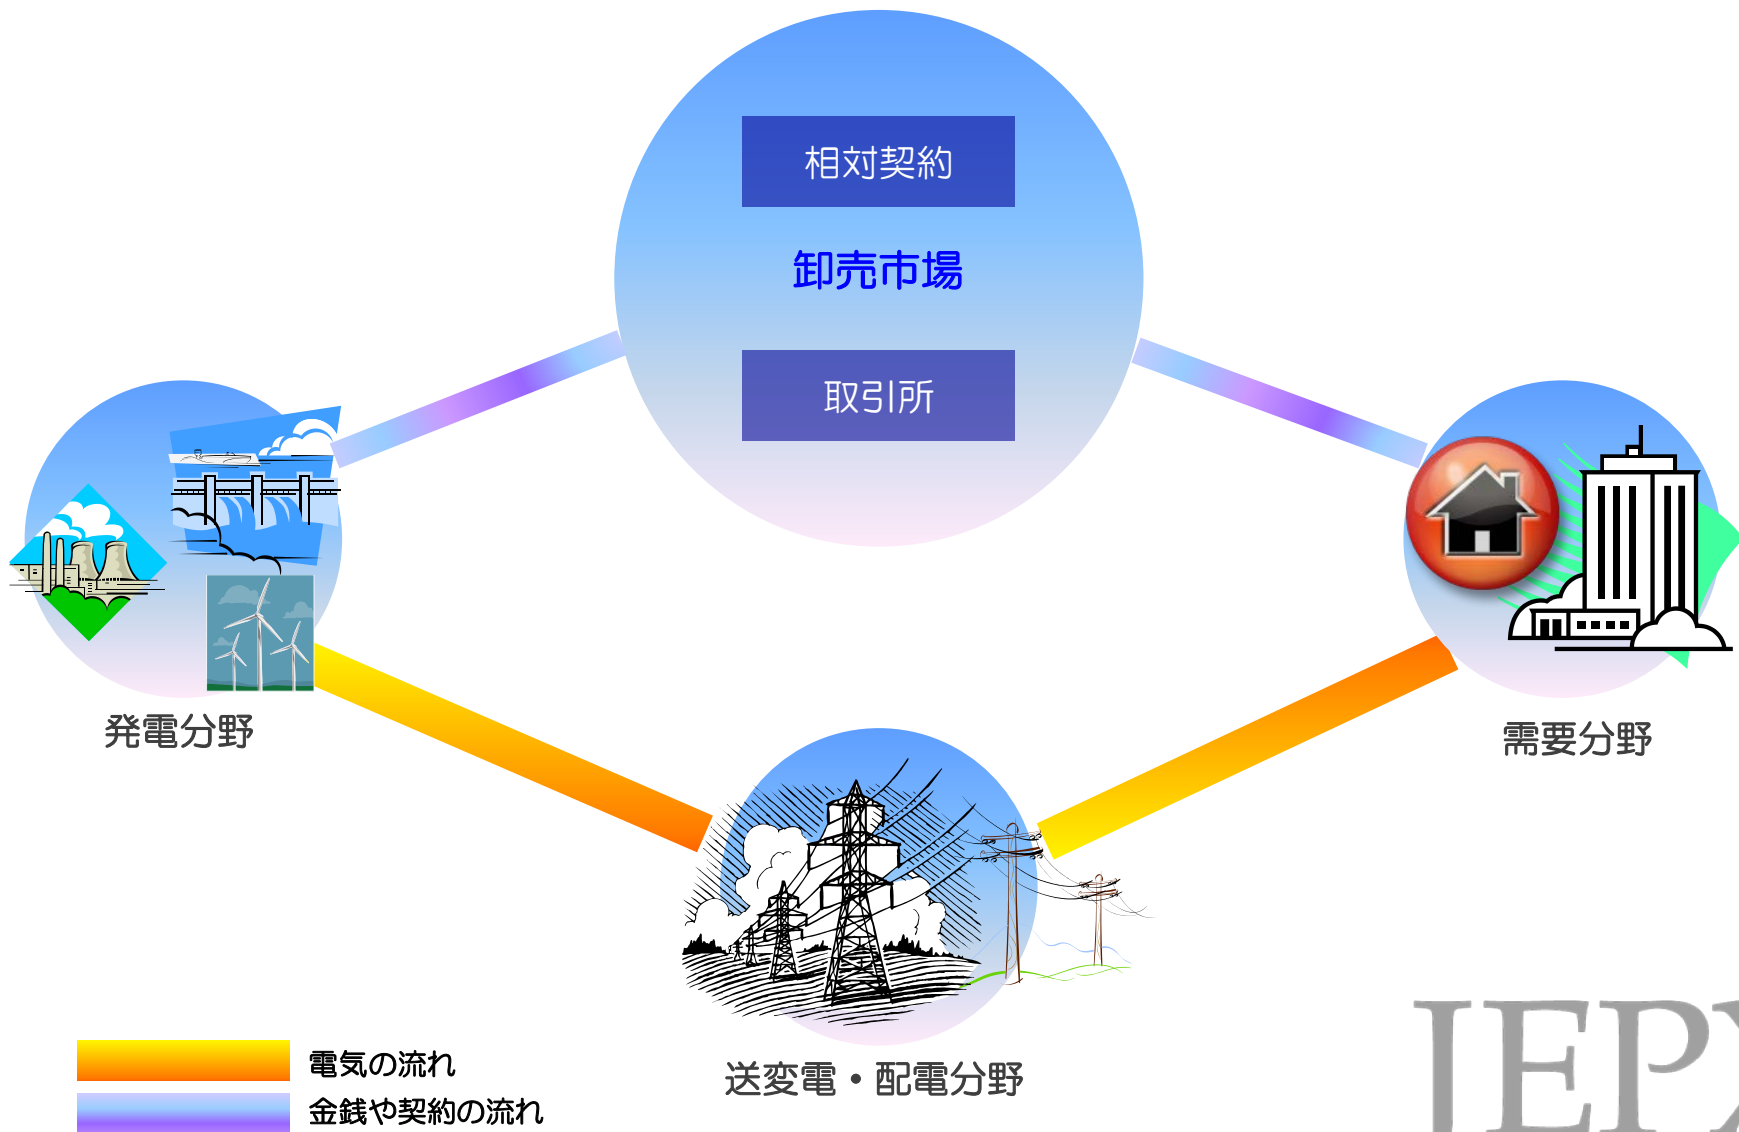 相対契約
卸売市場
取引所
発電分野
需要分野
送変電・配電分野
電気の流れ
金銭や契約の流れ
JEPX